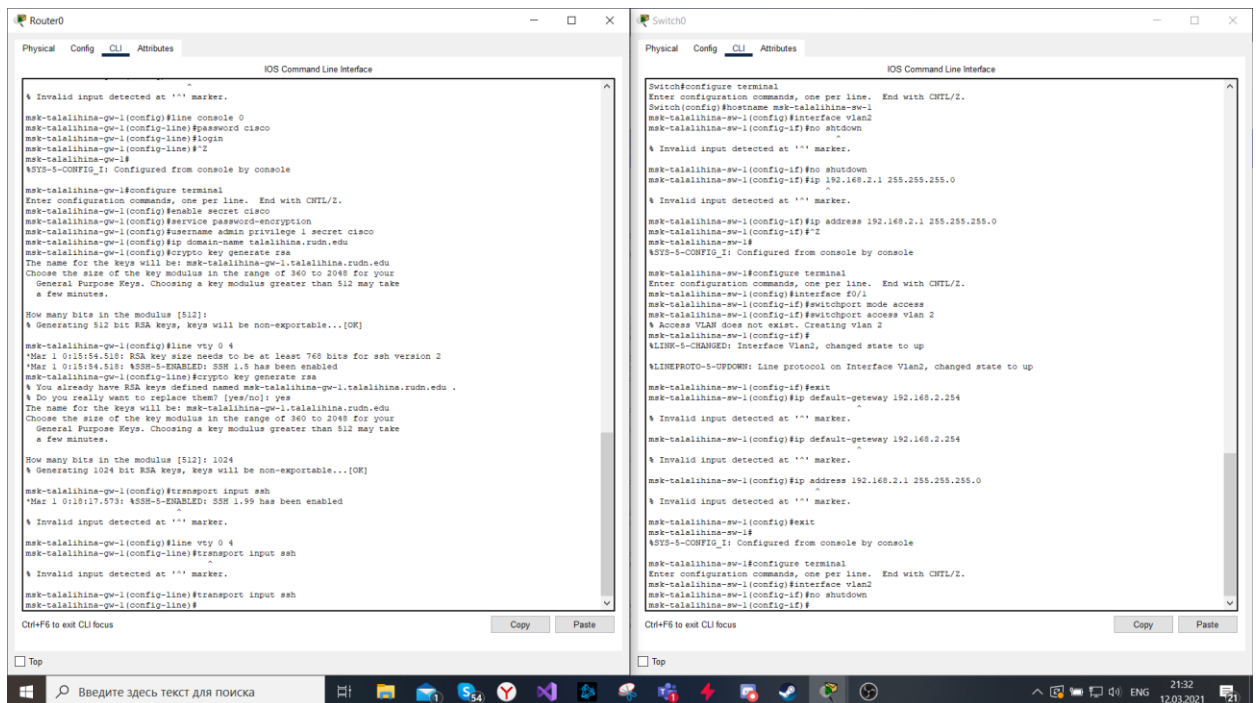 Router0
Physical Config CLI Attributes
IOS Command Line Interface
^
% Invalid input detected at '^' marker.
msk-talalihina-gw-1(config)#line console 0
msk-talalihina-gw-1(config-line)#password cisco
msk-talalihina-gw-1(config-line)#login
msk-talalihina-gw-1(config-line)#^Z
msk-talalihina-gw-1#
%SYS-5-CONFIG_I: Configured from console by console
msk-talalihina-gw-1#configure terminal
Enter configuration commands, one per line. End with CNTL/Z.
msk-talalihina-gw-1(config)#enable secret cisco
msk-talalihina-gw-1(config)#service password-encryption
msk-talalihina-gw-1(config)#username admin privilege 1 secret cisco
msk-talalihina-gw-1(config)#ip domain-name talalihina.rudn.edu
msk-talalihina-gw-1(config)#crypto key generate rsa
The name for the keys will be: msk-talalihina-gw-1.talalihina.rudn.edu
Choose the size of the key modulus in the range of 360 to 2048 for your
General Purpose Keys. Choosing a key modulus greater than 512 may take
a few minutes.
How many bits in the modulus [512]:
% Generating 512 bit RSA keys, keys will be non-exportable...[OK]
msk-talalihina-gw-1(config)#line vty 0 4
*Mar 1 0:15:54.518: RSA key size needs to be at least 768 bits for ssh version 2
*Mar 1 0:15:54.518: %SSH-5-ENABLED: SSH 1.5 has been enabled
msk-talalihina-gw-1(config-line)#crypto key generate rsa
% You already have RSA keys defined named msk-talalihina-gw-1.talalihina.rudn.edu .
% Do you really want to replace them? [yes/no]: yes
The name for the keys will be: msk-talalihina-gw-1.talalihina.rudn.edu
Choose the size of the key modulus in the range of 360 to 2048 for your
General Purpose Keys. Choosing a key modulus greater than 512 may take
a few minutes.
How many bits in the modulus [512]: 1024
% Generating 1024 bit RSA keys, keys will be non-exportable...[OK]
msk-talalihina-gw-1(config)#trensport input ssh
*Mar 1 0:18:17.573: %SSH-5-ENABLED: SSH 1.99 has been enabled
^
% Invalid input detected at '^' marker.
msk-talalihina-gw-1(config)#line vty 0 4
msk-talalihina-gw-1(config-line)#trensport input ssh
^
% Invalid input detected at '^' marker.
msk-talalihina-gw-1(config-line)#transport input ssh
msk-talalihina-gw-1(config-line)#
Ctrl+F6 to exit CLI focus
Copy Paste
Top
Switch0
Physical Config CLI Attributes
IOS Command Line Interface
Switch#configure terminal
Enter configuration commands, one per line. End with CNTL/Z.
Switch(config)#hostname msk-talalihina-sw-1
msk-talalihina-sw-1(config)#interface vlan2
msk-talalihina-sw-1(config-if)#no shtdown
^
% Invalid input detected at '^' marker.
msk-talalihina-sw-1(config-if)#no shutdown
msk-talalihina-sw-1(config-if)#ip 192.168.2.1 255.255.255.0
^
% Invalid input detected at '^' marker.
msk-talalihina-sw-1(config-if)#ip address 192.168.2.1 255.255.255.0
msk-talalihina-sw-1(config-if)#^Z
msk-talalihina-sw-1#
%SYS-5-CONFIG_I: Configured from console by console
msk-talalihina-sw-1#configure terminal
Enter configuration commands, one per line. End with CNTL/Z.
msk-talalihina-sw-1(config)#interface f0/1
msk-talalihina-sw-1(config-if)#switchport mode access
msk-talalihina-sw-1(config-if)#switchport access vlan 2
% Access VLAN does not exist. Creating vlan 2
msk-talalihina-sw-1(config-if)#
%LINK-5-CHANGED: Interface Vlan2, changed state to up
%LINEPROTO-5-UPDOWN: Line protocol on Interface Vlan2, changed state to up
msk-talalihina-sw-1(config-if)#exit
msk-talalihina-sw-1(config)#ip default-geteway 192.168.2.254
^
% Invalid input detected at '^' marker.
msk-talalihina-sw-1(config)#ip default-geteway 192.168.2.254
^
% Invalid input detected at '^' marker.
msk-talalihina-sw-1(config)#ip address 192.168.2.1 255.255.255.0
^
% Invalid input detected at '^' marker.
msk-talalihina-sw-1(config)#exit
msk-talalihina-sw-1#
%SYS-5-CONFIG_I: Configured from console by console
msk-talalihina-sw-1#configure terminal
Enter configuration commands, one per line. End with CNTL/Z.
msk-talalihina-sw-1(config)#interface vlan2
msk-talalihina-sw-1(config-if)#no shutdown
msk-talalihina-sw-1(config-if)#
Ctrl+F6 to exit CLI focus
Copy Paste
Top
Введите здесь текст для поиска
1
54
1
ENG
21:32
12.03.2021
21